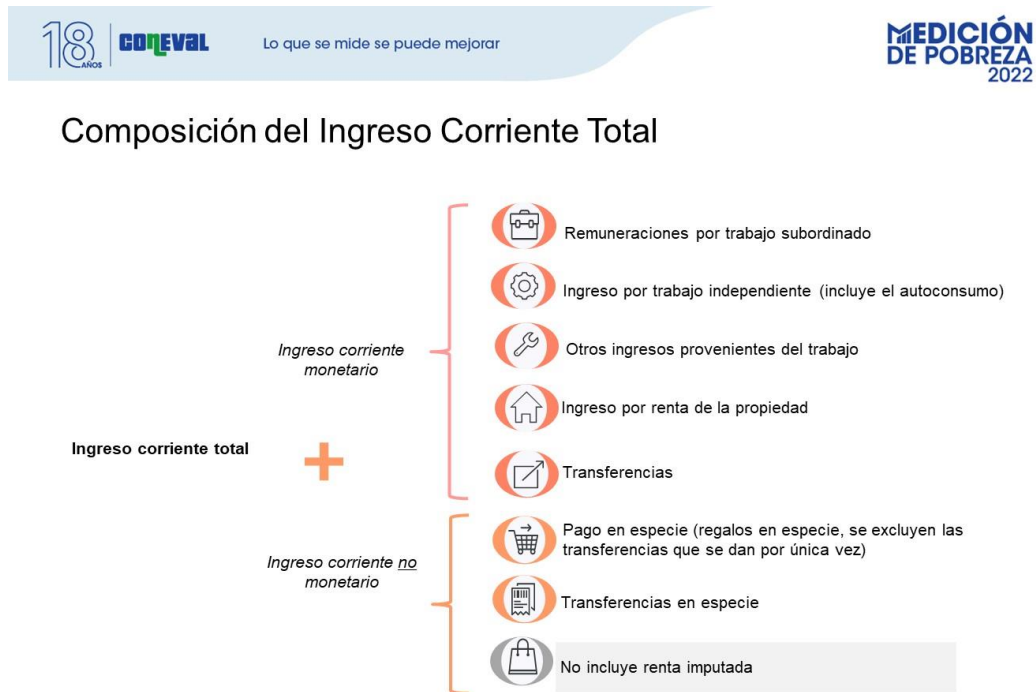 18 AÑOS
CONEVAL
Lo que se mide se puede mejorar
MEDICIÓN
DE POBREZA
2022
Composición del Ingreso Corriente Total
Remuneraciones por trabajo subordinado
Ingreso por trabajo independiente (incluye el autoconsumo)
Ingreso corriente
monetario
Otros ingresos provenientes del trabajo
Ingreso por renta de la propiedad
Ingreso corriente total
+
Transferencias
Ingreso corriente no
monetario
Pago en especie (regalos en especie, se excluyen las
transferencias que se dan por única vez)
Transferencias en especie
No incluye renta imputada